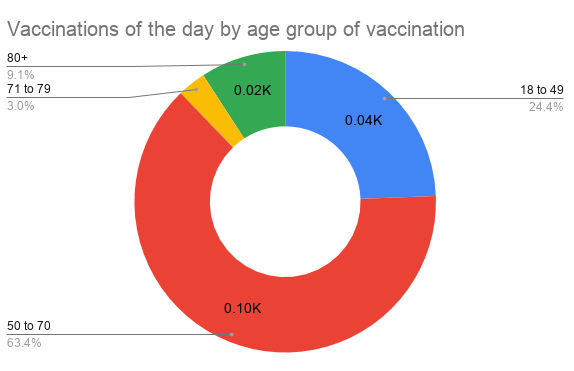 Vaccinations of the day by age group of vaccination
80+
9.1%
71 to 79
3.0%
0.02K
18 to 49
24.4%
0.04K
0.10K
50 to 70
63.4%